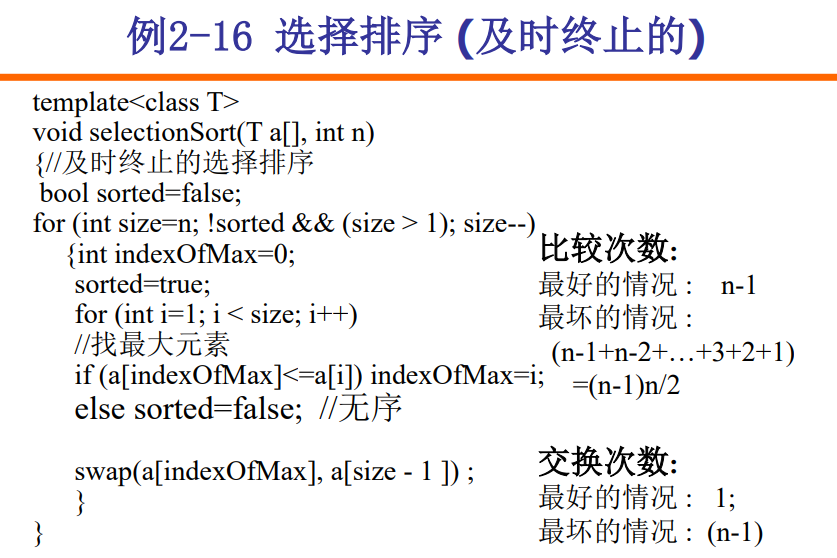 例2-16 选择排序 (及时终止的)
template<class T>
void selectionSort(T a[], int n)
{//及时终止的选择排序
bool sorted=false;
for (int size=n; !sorted && (size > 1); size--)
{int indexOfMax=0;
sorted=true;
for (int i=1; i < size; i++)
//找最大元素
if (a[indexOfMax]<=a[i]) indexOfMax=i;
else sorted=false; //无序
swap(a[indexOfMax], a[size - 1 ]) ;
}
}
比较次数:
最好的情况： n-1
最坏的情况：
(n-1+n-2+…+3+2+1)
=(n-1)n/2
交换次数:
最好的情况： 1;
最坏的情况： (n-1)